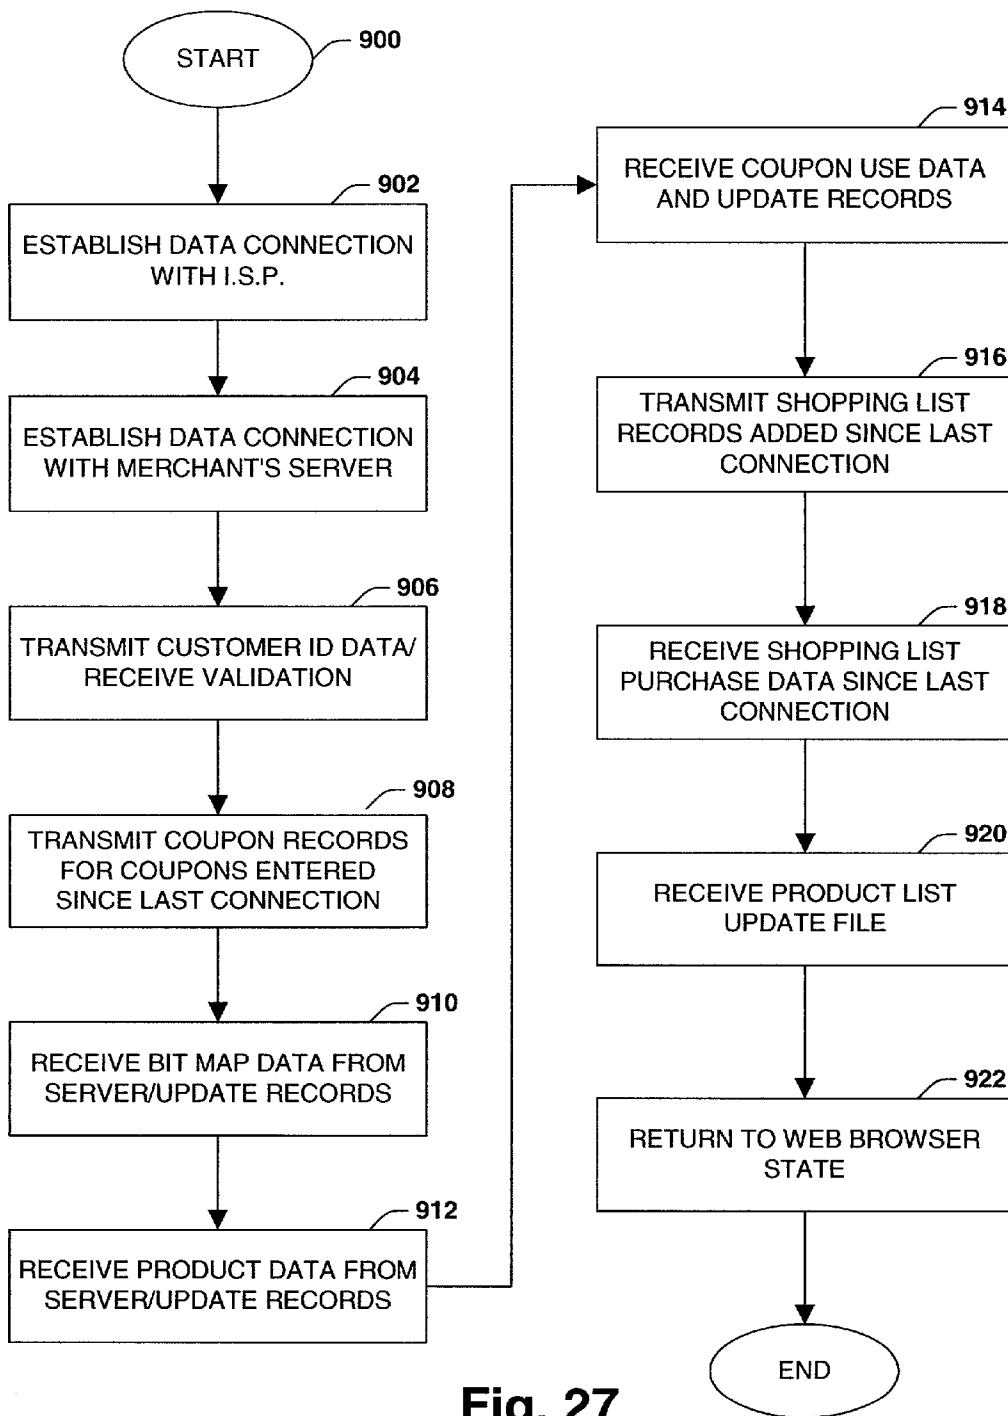 START
900
902
ESTABLISH DATA CONNECTION
WITH I.S.P.
904
ESTABLISH DATA CONNECTION
WITH MERCHANT'S SERVER
906
TRANSMIT CUSTOMER ID DATA/
RECEIVE VALIDATION
908
TRANSMIT COUPON RECORDS
FOR COUPONS ENTERED
SINCE LAST CONNECTION
910
RECEIVE BIT MAP DATA FROM
SERVER/UPDATE RECORDS
912
RECEIVE PRODUCT DATA FROM
SERVER/UPDATE RECORDS
914
RECEIVE COUPON USE DATA
AND UPDATE RECORDS
916
TRANSMIT SHOPPING LIST
RECORDS ADDED SINCE LAST
CONNECTION
918
RECEIVE SHOPPING LIST
PURCHASE DATA SINCE LAST
CONNECTION
920
RECEIVE PRODUCT LIST
UPDATE FILE
922
RETURN TO WEB BROWSER
STATE
END
Fig. 27